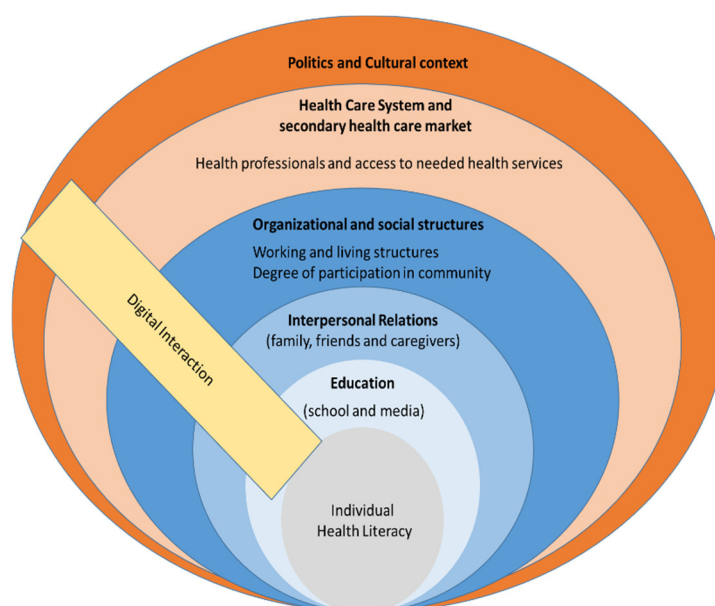 Politics and Cultural context
Health Care System and
secondary health care market
Health professionals and access to needed health services
Organizational and social structures
Working and living structures
Degree of participation in community
Interpersonal Relations
(family, friends and caregivers)
Digital Interaction
Education
(school and media)
Individual
Health Literacy